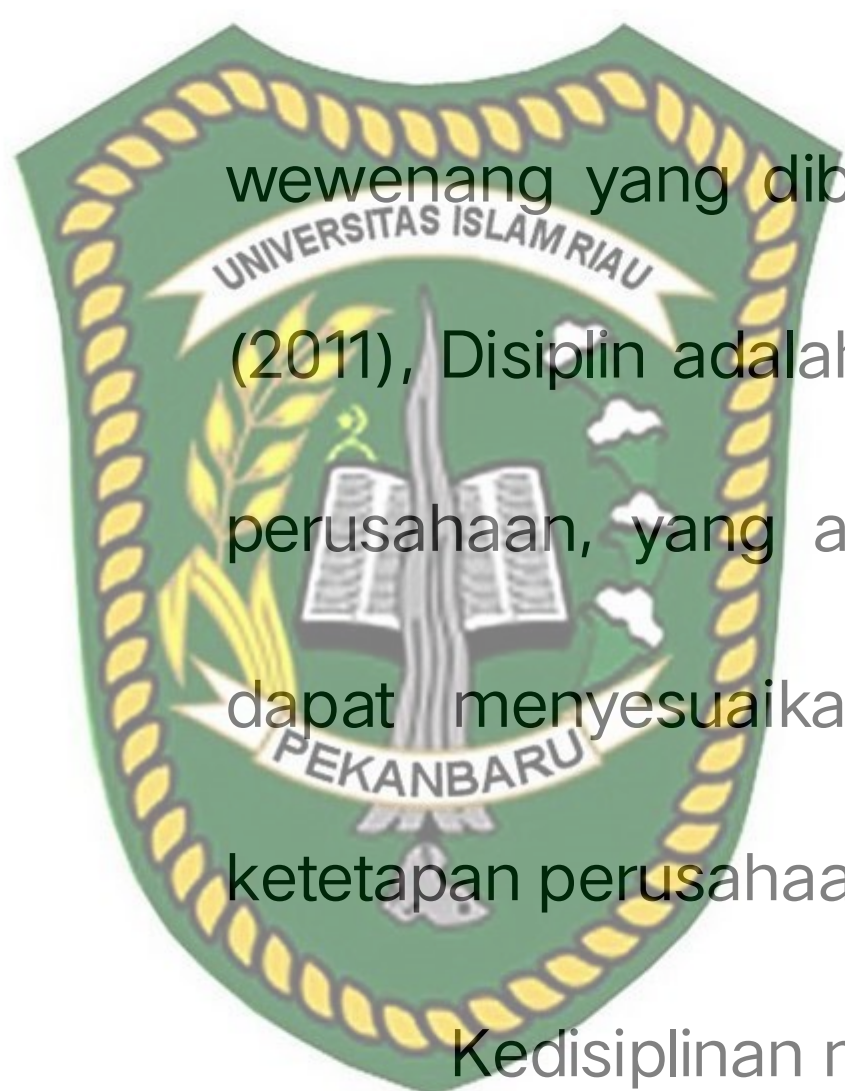 wewenang yang dib
UNIVERSITAS ISLAM RIAU
(2011), Disiplin adalah
perusahaan, yang a
dapat menyesuaika
PEKANBARU
ketetapan perusahaa
Kedisiplinan